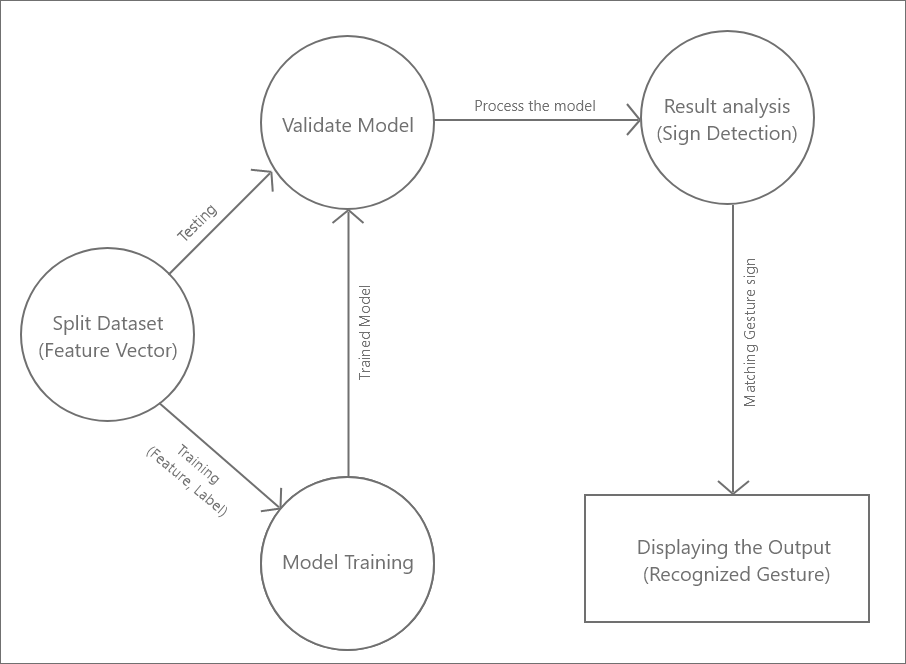 Validate Model
Process the model
Result analysis
(Sign Detection)
Testing
Split Dataset
(Feature Vector)
Trained Model
Matching Gesture sign
Training
(Feature, Label)
Model Training
Displaying the Output
(Recognized Gesture)